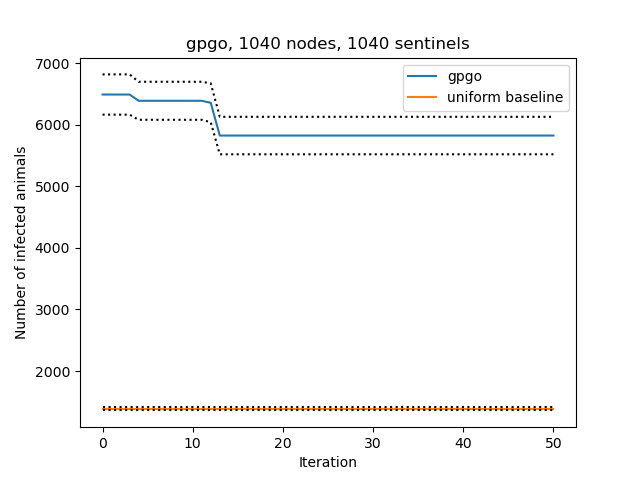 gpgo, 1040 nodes, 1040 sentinels
gpgo
uniform baseline
7000
6000
5000
4000
3000
2000
Number of infected animals
0 10 20 30 40 50
Iteration